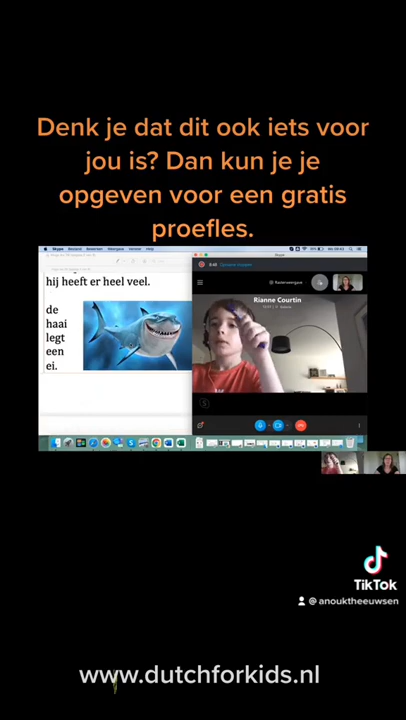 Denk je dat dit ook iets voor
jou is? Dan kun je je
opgeven voor een gratis
proefles.
hij heeft er heel veel.
de
haai
legt
een
ei.
Rianne Courtin
TikTok
@ anouktheeuwsen
www.dutchforkids.nl